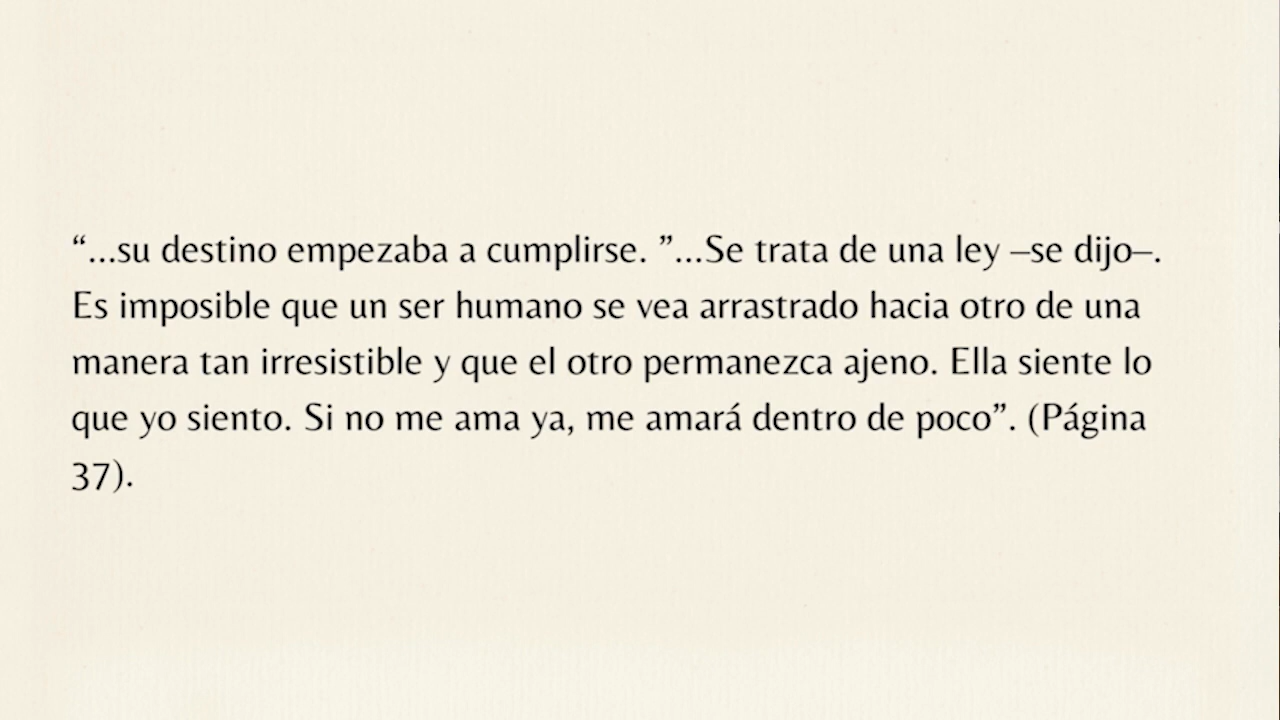 “...su destino empezaba a cumplirse. ”...Se trata de una ley –se dijo–.
Es imposible que un ser humano se vea arrastrado hacia otro de una
manera tan irresistible y que el otro permanezca ajeno. Ella siente lo
que yo siento. Si no me ama ya, me amará dentro de poco”. (Página
37).